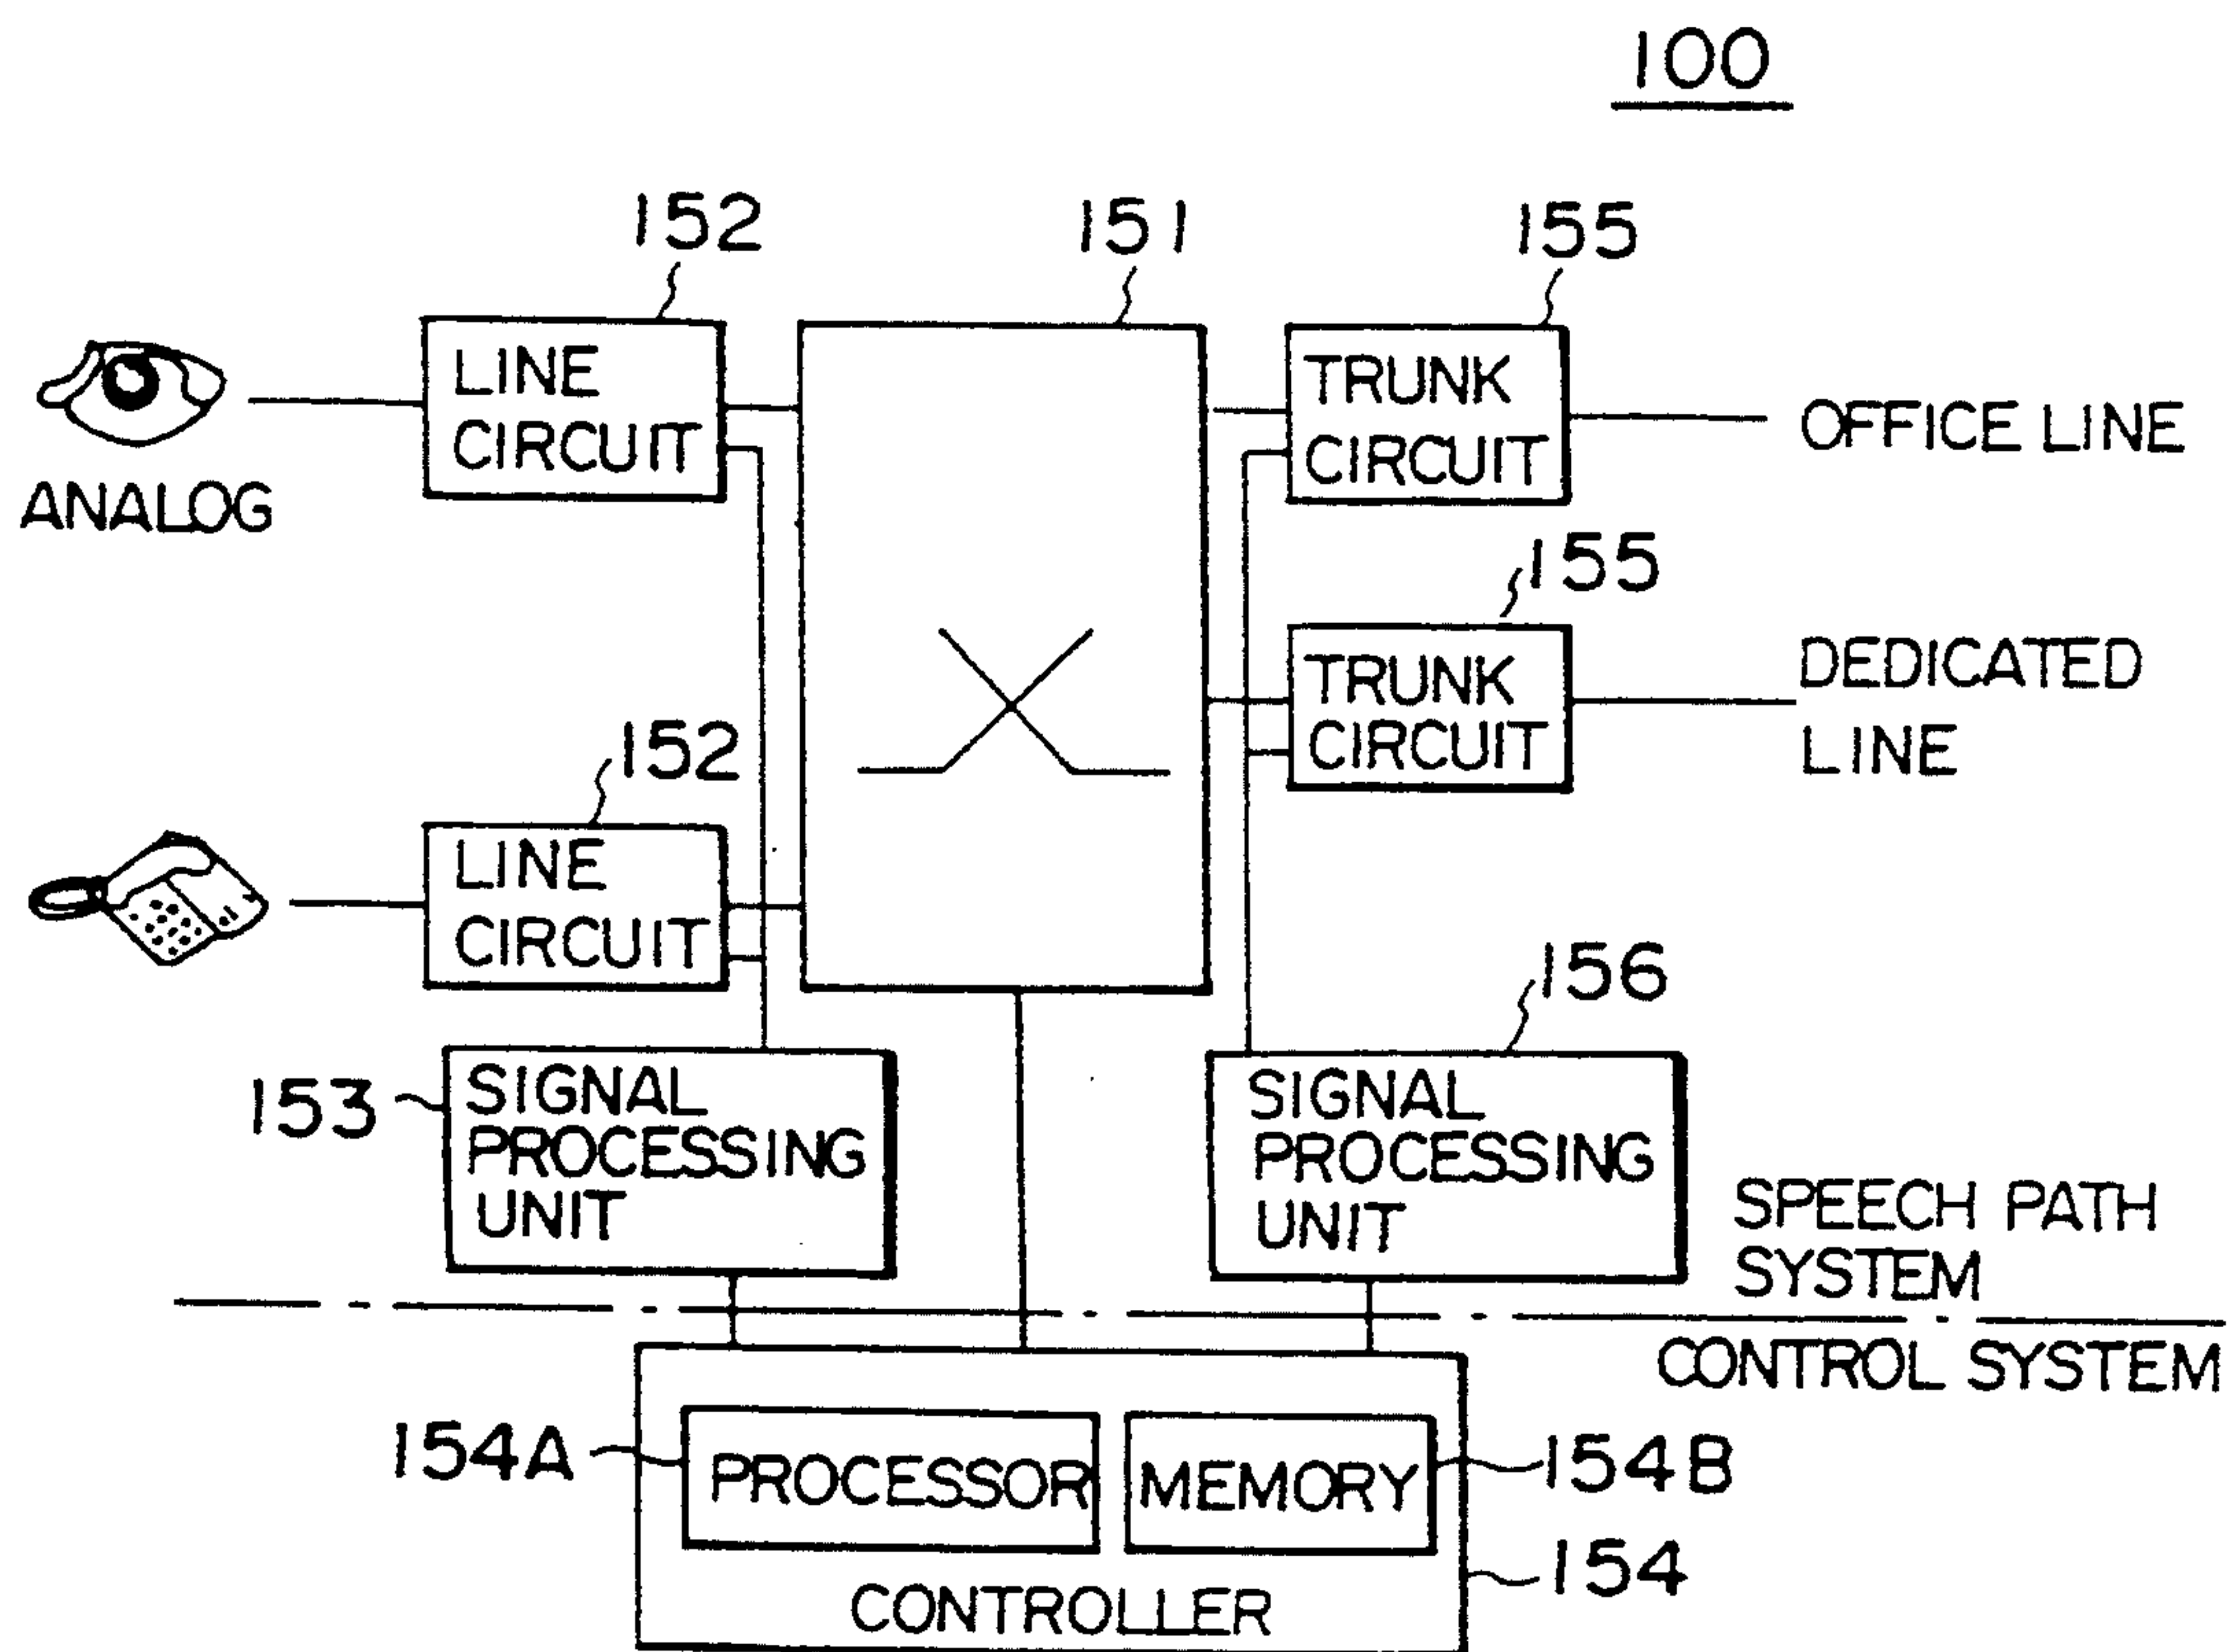 100
152
151
155
LINE
CIRCUIT
TRUNK
CIRCUIT
OFFICE LINE
ANALOG
155
TRUNK
CIRCUIT
DEDICATED
LINE
152
LINE
CIRCUIT
156
153
SIGNAL
PROCESSING
UNIT
SIGNAL
PROCESSING
UNIT
SPEECH PATH
SYSTEM
CONTROL SYSTEM
154A
PROCESSOR
MEMORY
154B
154
CONTROLLER